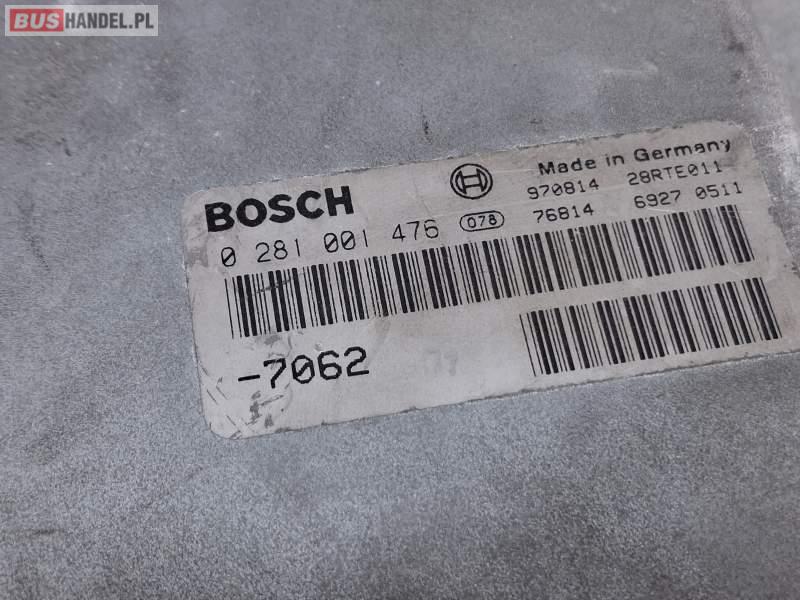 BUSHANDEL.PL
BOSCH Made in Germany
970814 28RTE011
0 281 001 476 078 76814 6927 0511
-7062